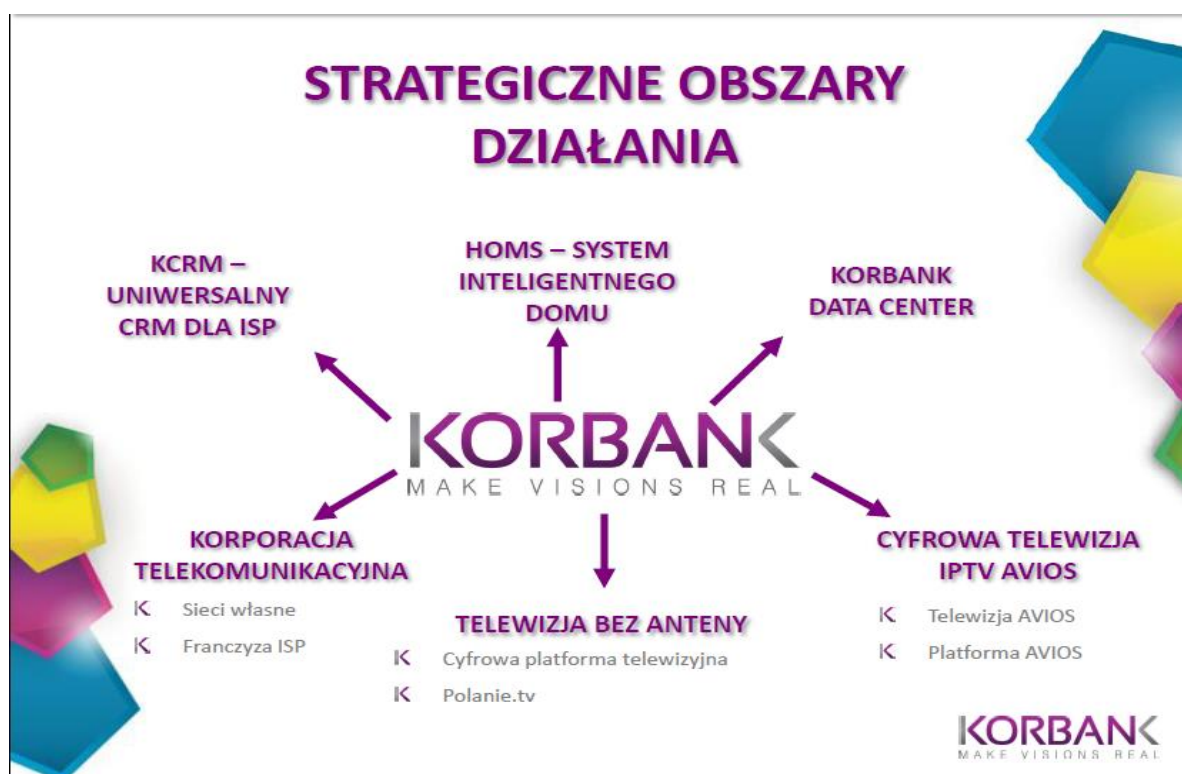 STRATEGICZNE OBSZARY
DZIAŁANIA
KCRM –
UNIWERSALNY
CRM DLA ISP
HOMS – SYSTEM
INTELIGENTNEGO
DOMU
KORBANK
DATA CENTER
KORBANK
MAKE VISIONS REAL
KORPORACJA
TELEKOMUNIKACYJNA
Sieci własne
Franczyza ISP
TELEWIZJA BEZ ANTENY
Cyfrowa platforma telewizyjna
Polanie.tv
CYFROWA TELEWIZJA
IPTV AVIOS
Telewizja AVIOS
Platforma AVIOS
KORBANK
MAKE VISIONS REAL